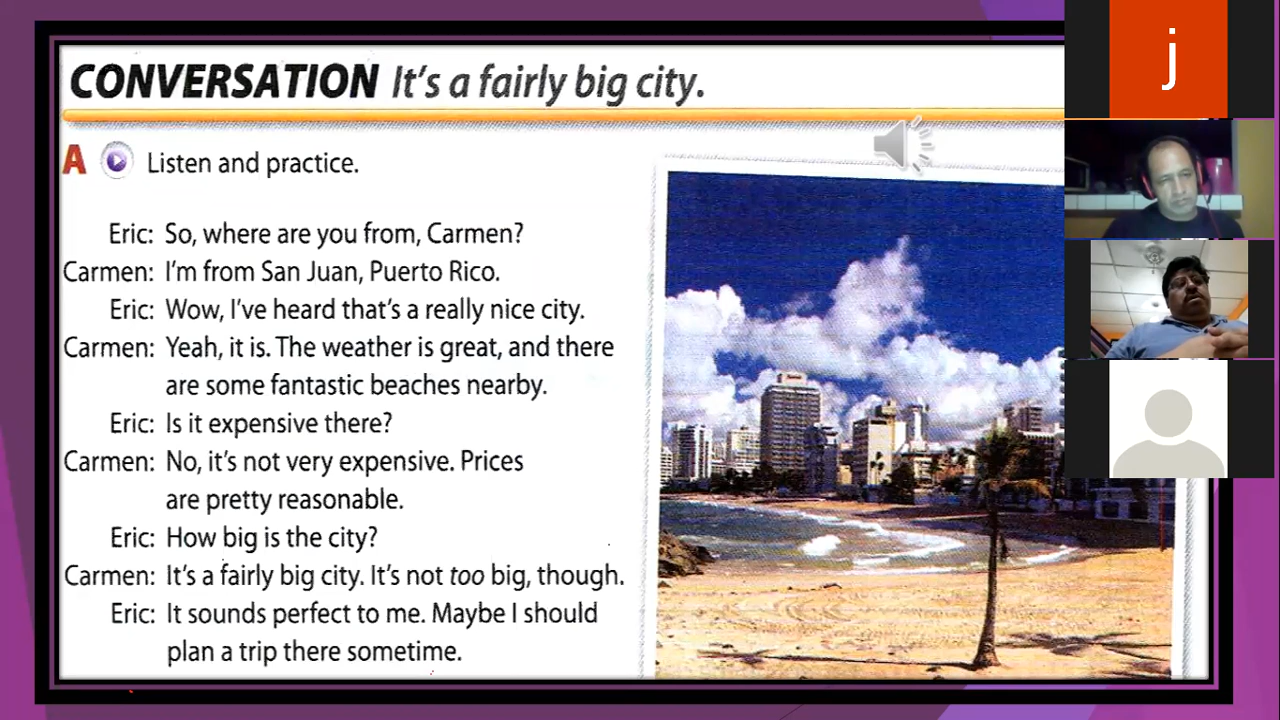 CONVERSATION It's a fairly big city.
A Listen and practice.
Eric: So, where are you from, Carmen?
Carmen: I'm from San Juan, Puerto Rico.
Eric: Wow, I've heard that's a really nice city.
Carmen: Yeah, it is. The weather is great, and there
are some fantastic beaches nearby.
Eric: Is it expensive there?
Carmen: No, it's not very expensive. Prices
are pretty reasonable.
Eric: How big is the city?
Carmen: It's a fairly big city. It's not too big, though.
Eric: It sounds perfect to me. Maybe I should
plan a trip there sometime.
j